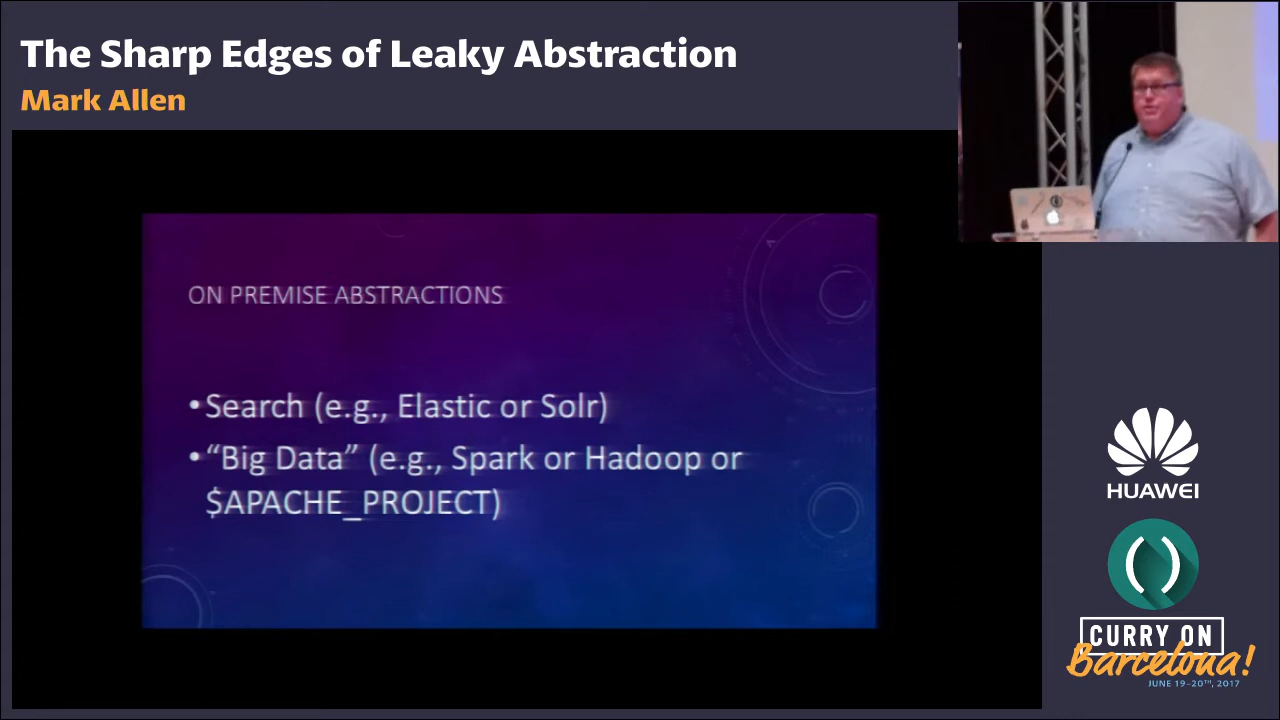 The Sharp Edges of Leaky Abstraction
Mark Allen
ON PREMISE ABSTRACTIONS
•Search (e.g., Elastic or Solr)
•“Big Data” (e.g., Spark or Hadoop or
$APACHE_PROJECT)
HUAWEI
CURRY ON
Barcelona!
JUNE 19-20TH, 2017